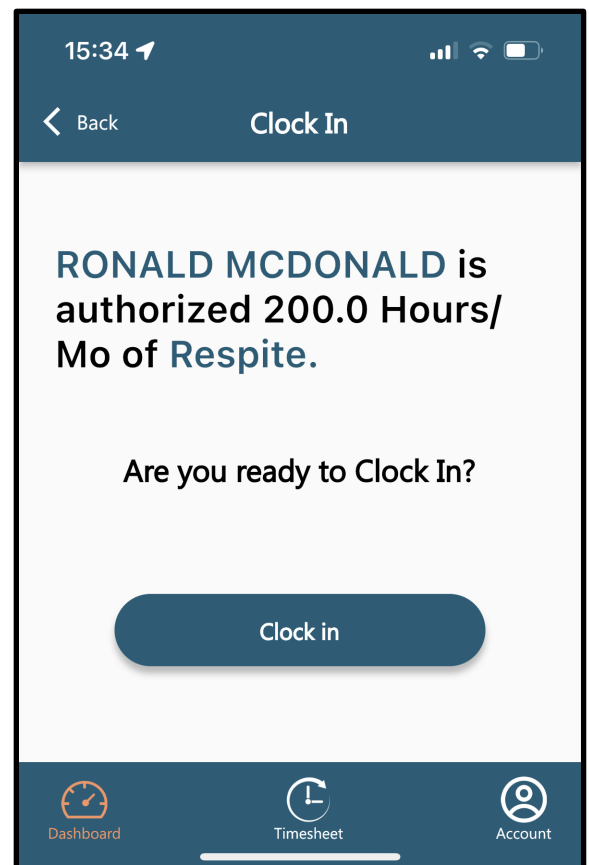 15:34
Back
Clock In
RONALD MCDONALD is
authorized 200.0 Hours/
Mo of Respite.
Are you ready to Clock In?
Clock in
Dashboard
Timesheet
Account